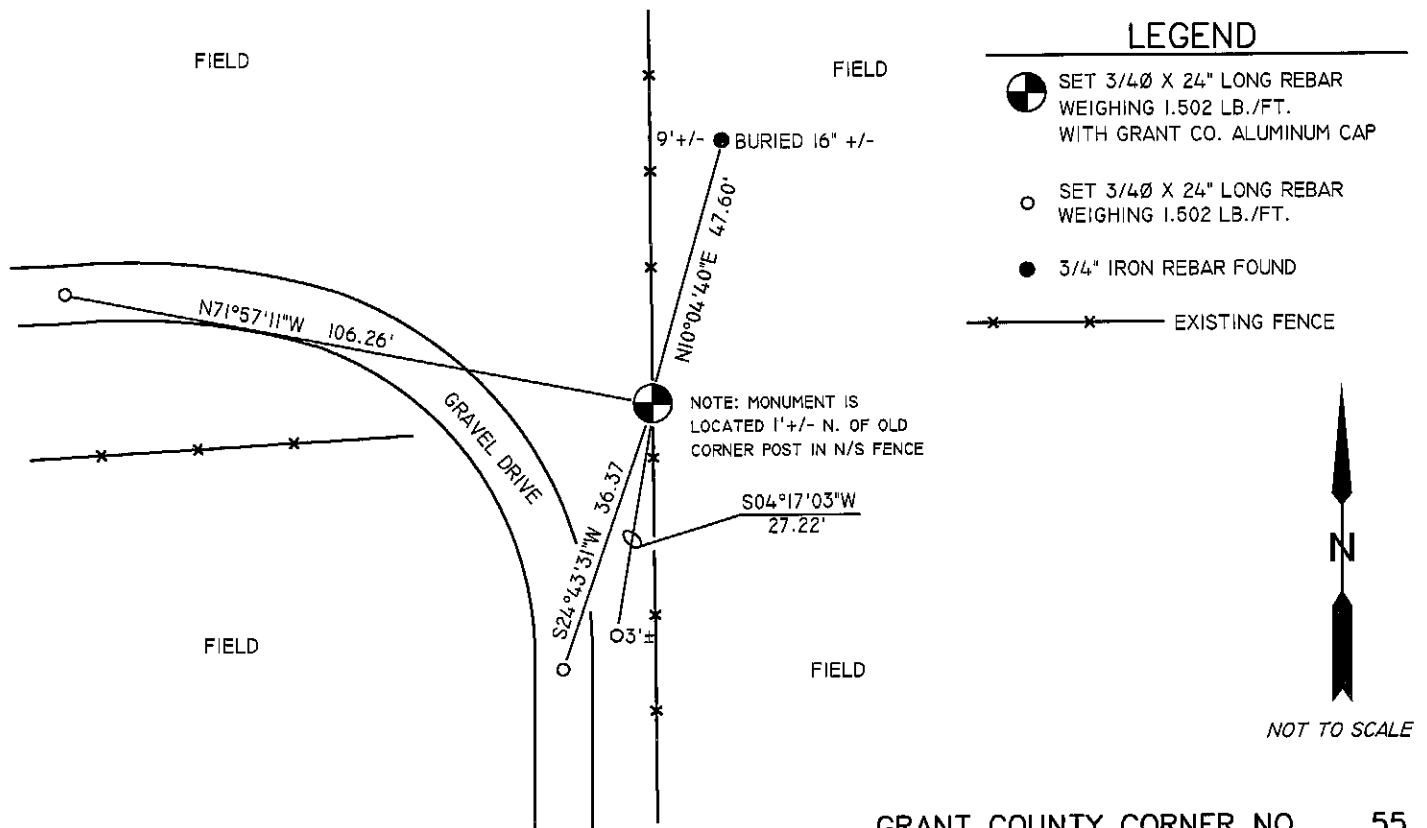 LEGEND
FIELD
FIELD
SET 3/4Ø X 24" LONG REBAR
WEIGHING 1.502 LB./FT.
WITH GRANT CO. ALUMINUM CAP
9'+/-
BURIED 16" +/-
SET 3/4Ø X 24" LONG REBAR
WEIGHING 1.502 LB./FT.
3/4" IRON REBAR FOUND
EXISTING FENCE
N10°04'40"E 47.60'
N71°57'11"W 106.26'
NOTE: MONUMENT IS
LOCATED 1'+/- N. OF OLD
CORNER POST IN N/S FENCE
GRAVEL DRIVE
S24°43'31"W 36.37
S04°17'03"W
27.22'
N
3'±
FIELD
FIELD
NOT TO SCALE
GRANT COUNTY CORNER NO. 55